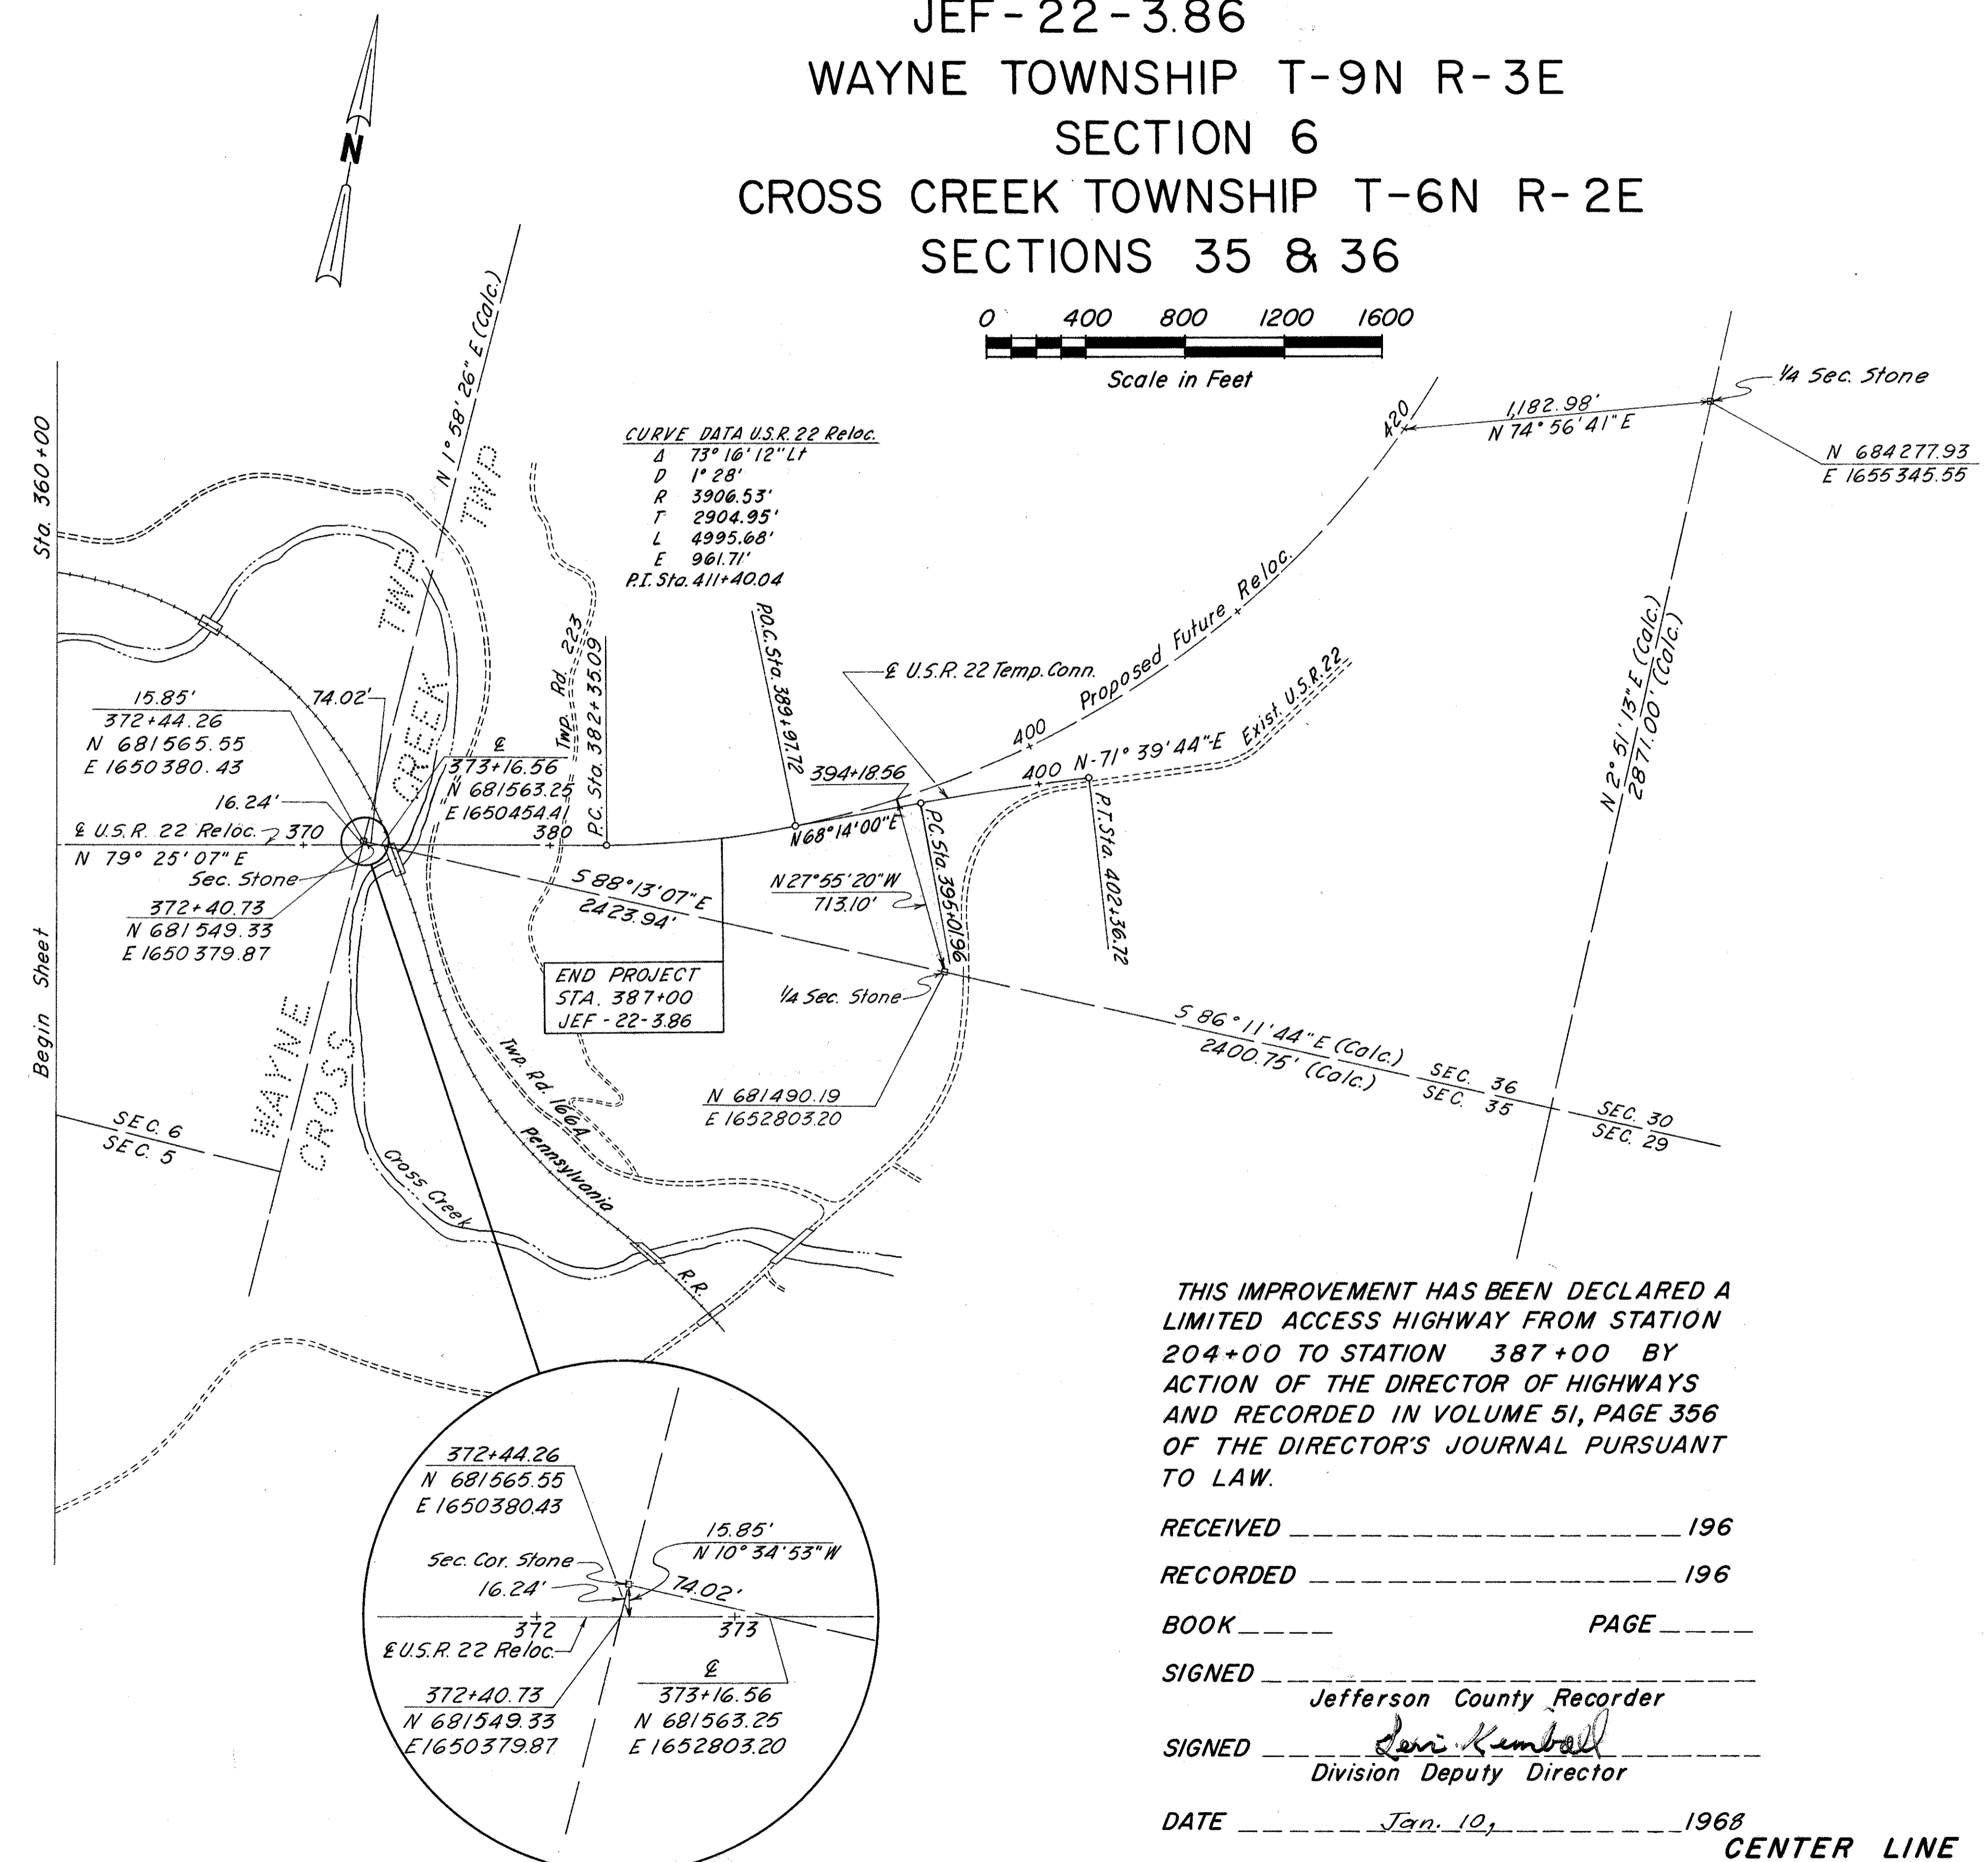 JEF-22-3.86
WAYNE TOWNSHIP T-9N R-3E
SECTION 6
CROSS CREEK TOWNSHIP T-6N R-2E
SECTIONS 35 & 36
N
0 400 800 1200 1600
Scale in Feet
Sta. 360+00
Begin Sheet
N 1° 58' 26" E (Calc.)
WAYNE TWP
CROSS CREEK TWP
CURVE DATA U.S.R. 22 Reloc.
Δ 73° 16' 12" Lt
D 1° 28'
R 3906.53'
T 2904.95'
L 4995.68'
E 961.71'
P.I. Sta. 411+40.04
420
1,182.98'
N 74° 56' 41" E
1/4 Sec. Stone
N 684277.93
E 1655345.55
N 2° 51' 13" E (Calc.)
2871.00' (Calc.)
Proposed Future Reloc.
Exist. U.S.R. 22
℄ U.S.R. 22 Temp. Conn.
Twp. Rd. 223
P.C. Sta. 382+35.09
P.O.C. Sta. 389+97.72
394+18.56
400
400
N-71° 39' 44"-E
N 68° 14' 00" E
P.C. Sta. 395+01.96
P.T. Sta. 402+36.72
15.85'
372+44.26
N 681565.55
E 1650380.43
74.02'
16.24'
℄
373+16.56
N 681563.25
E 1650454.41
℄ U.S.R. 22 Reloc.
370
380
N 79° 25' 07" E
Sec. Stone
372+40.73
N 681549.33
E 1650379.87
S 88° 13' 07" E
2423.94'
N 27° 55' 20" W
713.10'
END PROJECT
STA. 387+00
JEF-22-3.86
1/4 Sec. Stone
N 681490.19
E 1652803.20
S 86° 11' 44" E (Calc.)
2400.75' (Calc.)
SEC. 36
SEC. 35
SEC. 30
SEC. 29
SEC. 6
SEC. 5
Twp. Rd. 166A
Cross Creek
Pennsylvania R.R.
372+44.26
N 681565.55
E 1650380.43
15.85'
N 10° 34' 53" W
Sec. Cor. Stone
16.24'
74.02'
372
373
℄ U.S.R. 22 Reloc.
372+40.73
N 681549.33
E 1650379.87
℄
373+16.56
N 681563.25
E 1652803.20
THIS IMPROVEMENT HAS BEEN DECLARED A
LIMITED ACCESS HIGHWAY FROM STATION
204+00 TO STATION 387+00 BY
ACTION OF THE DIRECTOR OF HIGHWAYS
AND RECORDED IN VOLUME 51, PAGE 356
OF THE DIRECTOR'S JOURNAL PURSUANT
TO LAW.
RECEIVED 196
RECORDED 196
BOOK PAGE
SIGNED
Jefferson County Recorder
SIGNED Levi Kimball
Division Deputy Director
DATE Jan. 10, 1968
CENTER LINE